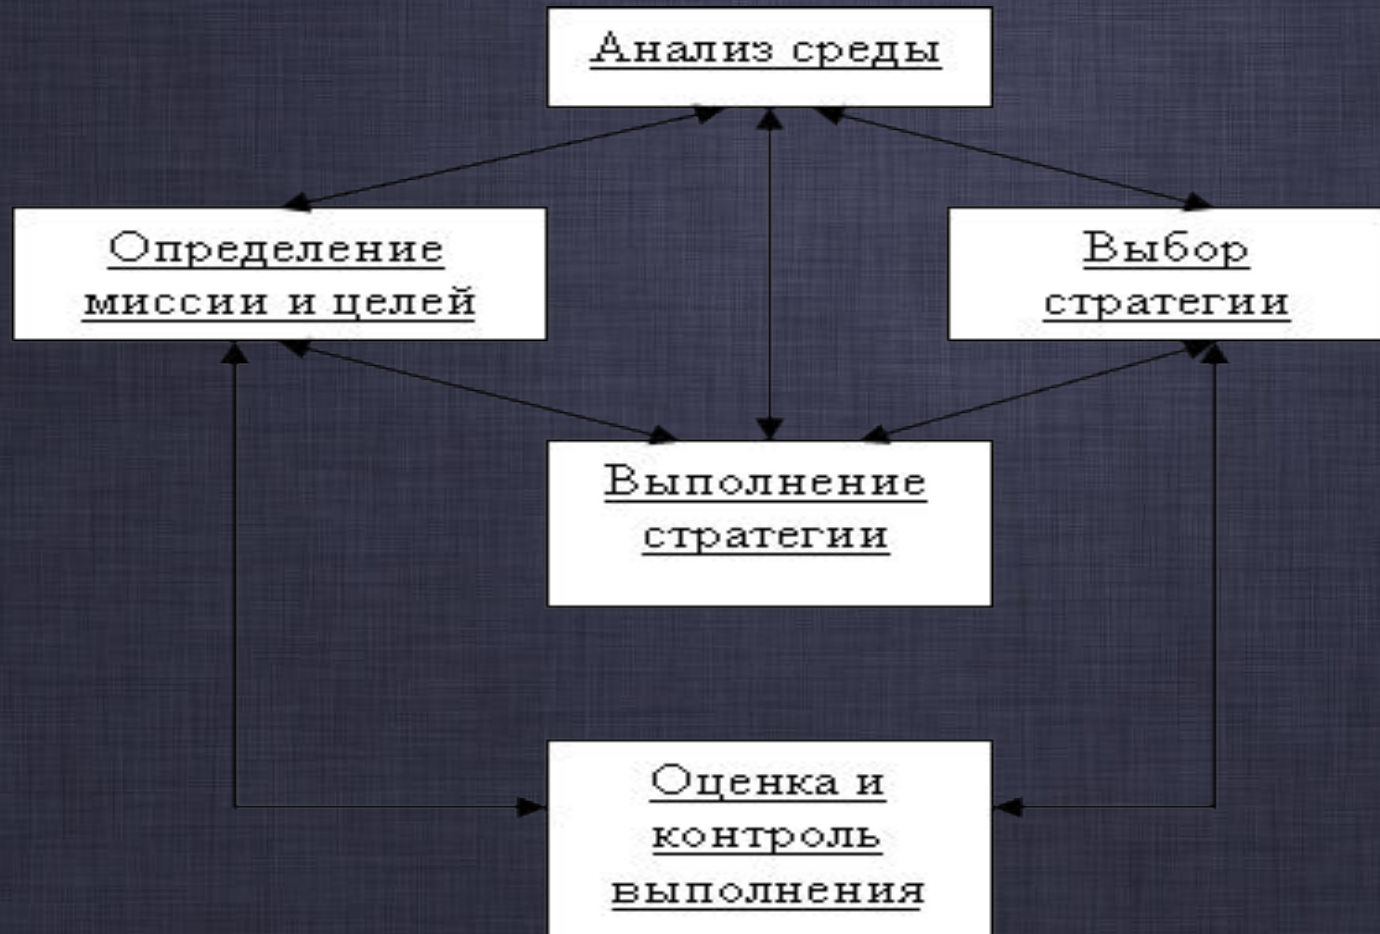 Анализ среды
Определение
миссии и целей
Выбор
стратегии
Выполнение
стратегии
Оценка и
контроль
выполнения